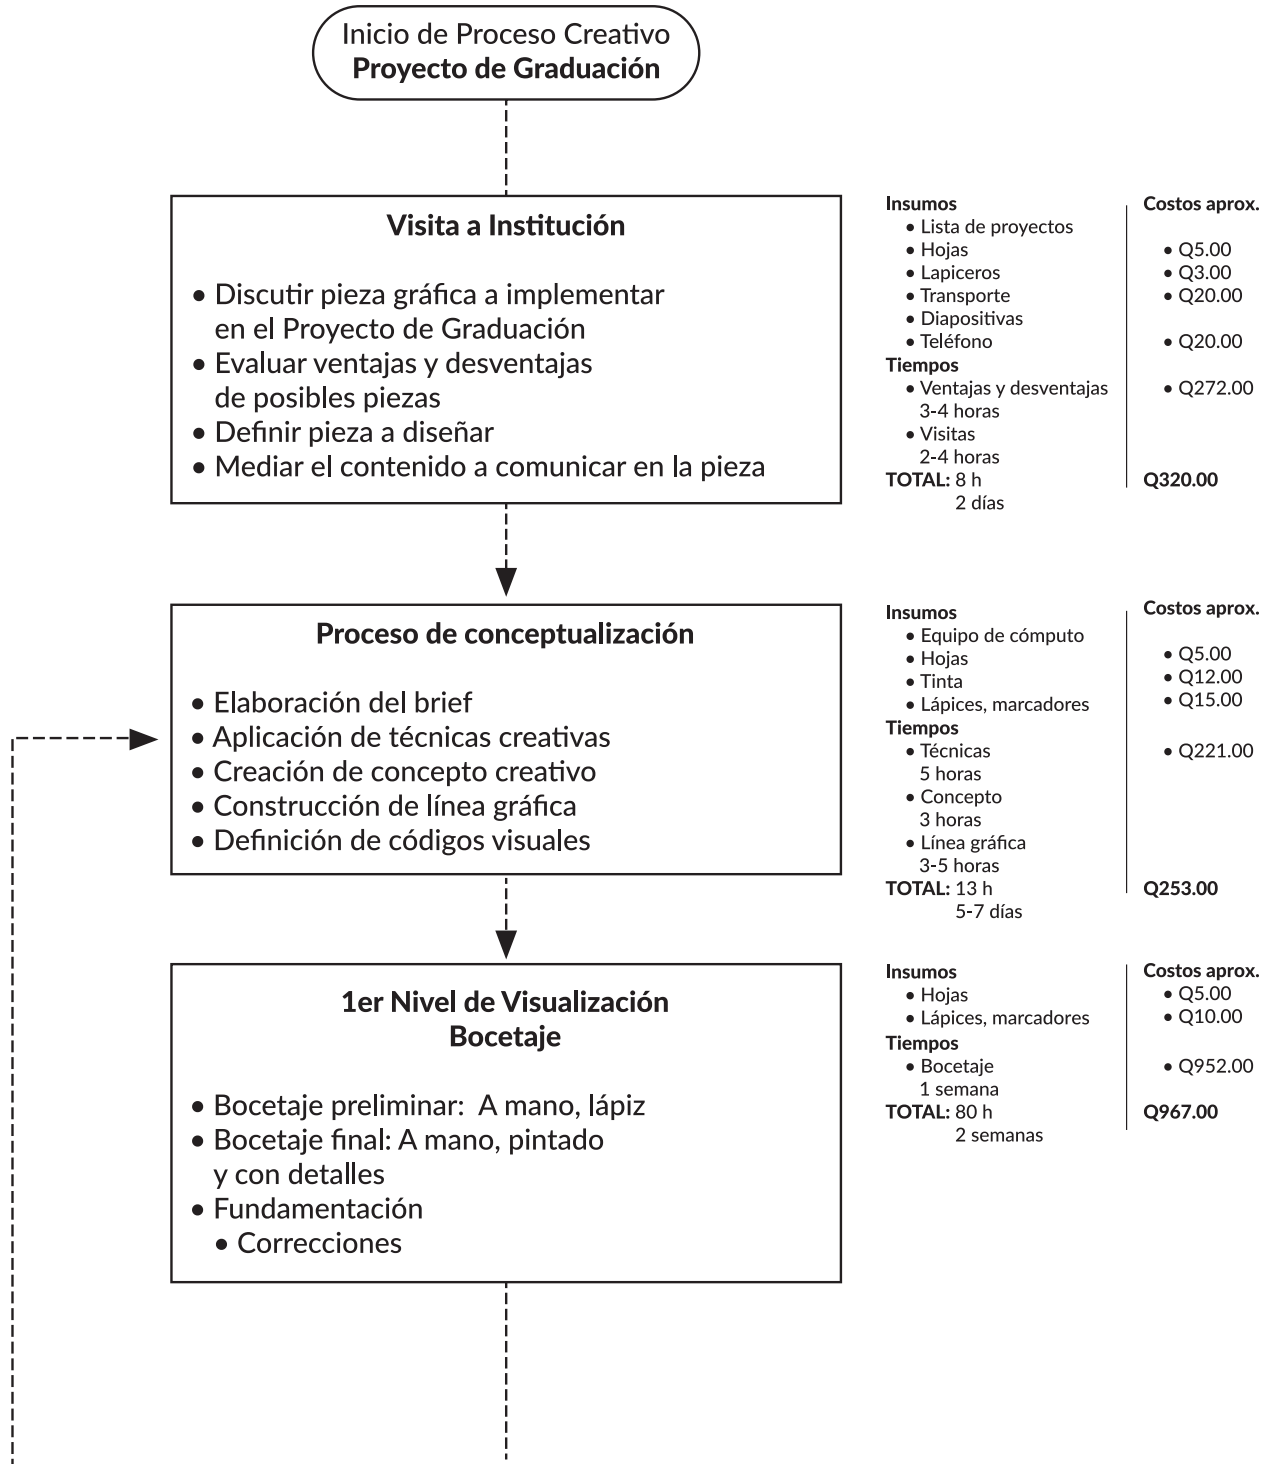 Inicio de Proceso Creativo
Proyecto de Graduación
Visita a Institución
• Discutir pieza gráfica a implementar
en el Proyecto de Graduación
• Evaluar ventajas y desventajas
de posibles piezas
• Definir pieza a diseñar
• Mediar el contenido a comunicar en la pieza
Insumos
• Lista de proyectos
• Hojas
• Lapiceros
• Transporte
• Diapositivas
• Teléfono
Tiempos
• Ventajas y desventajas
3-4 horas
• Visitas
2-4 horas
TOTAL: 8 h
2 días
Costos aprox.
• Q5.00
• Q3.00
• Q20.00
• Q20.00
• Q272.00
Q320.00
Proceso de conceptualización
• Elaboración del brief
• Aplicación de técnicas creativas
• Creación de concepto creativo
• Construcción de línea gráfica
• Definición de códigos visuales
Insumos
• Equipo de cómputo
• Hojas
• Tinta
• Lápices, marcadores
Tiempos
• Técnicas
5 horas
• Concepto
3 horas
• Línea gráfica
3-5 horas
TOTAL: 13 h
5-7 días
Costos aprox.
• Q5.00
• Q12.00
• Q15.00
• Q221.00
Q253.00
1er Nivel de Visualización
Bocetaje
• Bocetaje preliminar: A mano, lápiz
• Bocetaje final: A mano, pintado
y con detalles
• Fundamentación
• Correcciones
Insumos
• Hojas
• Lápices, marcadores
Tiempos
• Bocetaje
1 semana
TOTAL: 80 h
2 semanas
Costos aprox.
• Q5.00
• Q10.00
• Q952.00
Q967.00